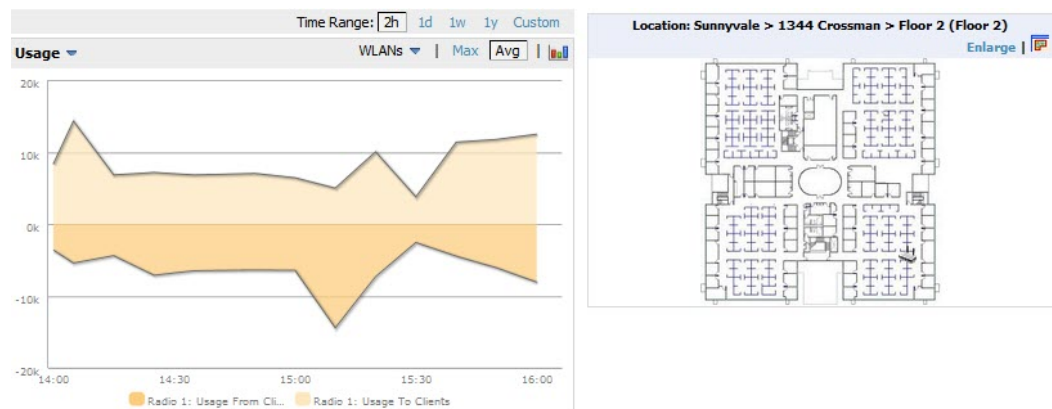 Time Range: 2h 1d 1w 1y Custom
Usage WLANs | Max Avg |
20k
10k
0k
-10k
-20k
14:00 14:30 15:00 15:30 16:00
Radio 1: Usage From Cli... Radio 1: Usage To Clients
Location: Sunnyvale > 1344 Crossman > Floor 2 (Floor 2)
Enlarge |